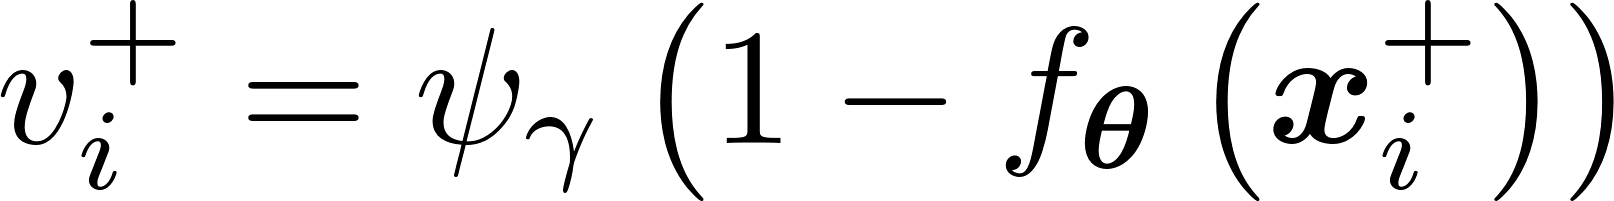 $v_i^+ = \psi_\gamma \left(1 - f_{\boldsymbol{\theta}} \left(\boldsymbol{x}_i^+\right)\right)$